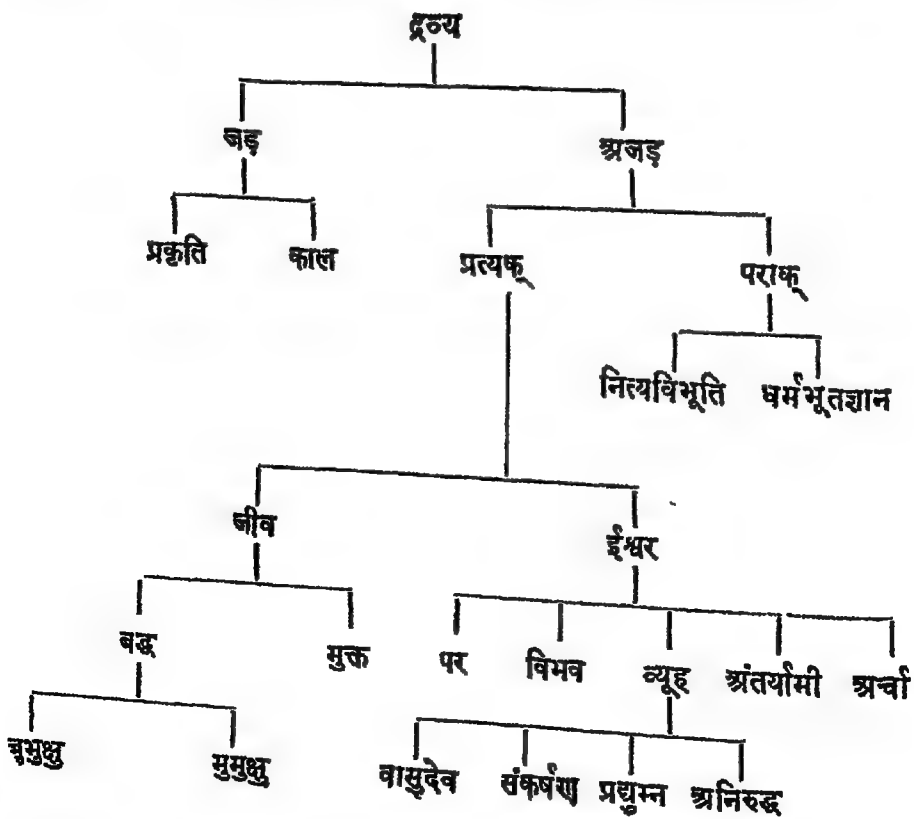 द्रव्य
जड़ अजड़
प्रकृति काल प्रत्यक् पराक्
नित्यविभूति धर्मभूतज्ञान
जीव ईश्वर
बद्ध मुक्त पर विभव व्यूह अंतर्यामी अर्चा
बुभुक्षु मुमुक्षु वासुदेव संकर्षण प्रद्युम्न अनिरुद्ध